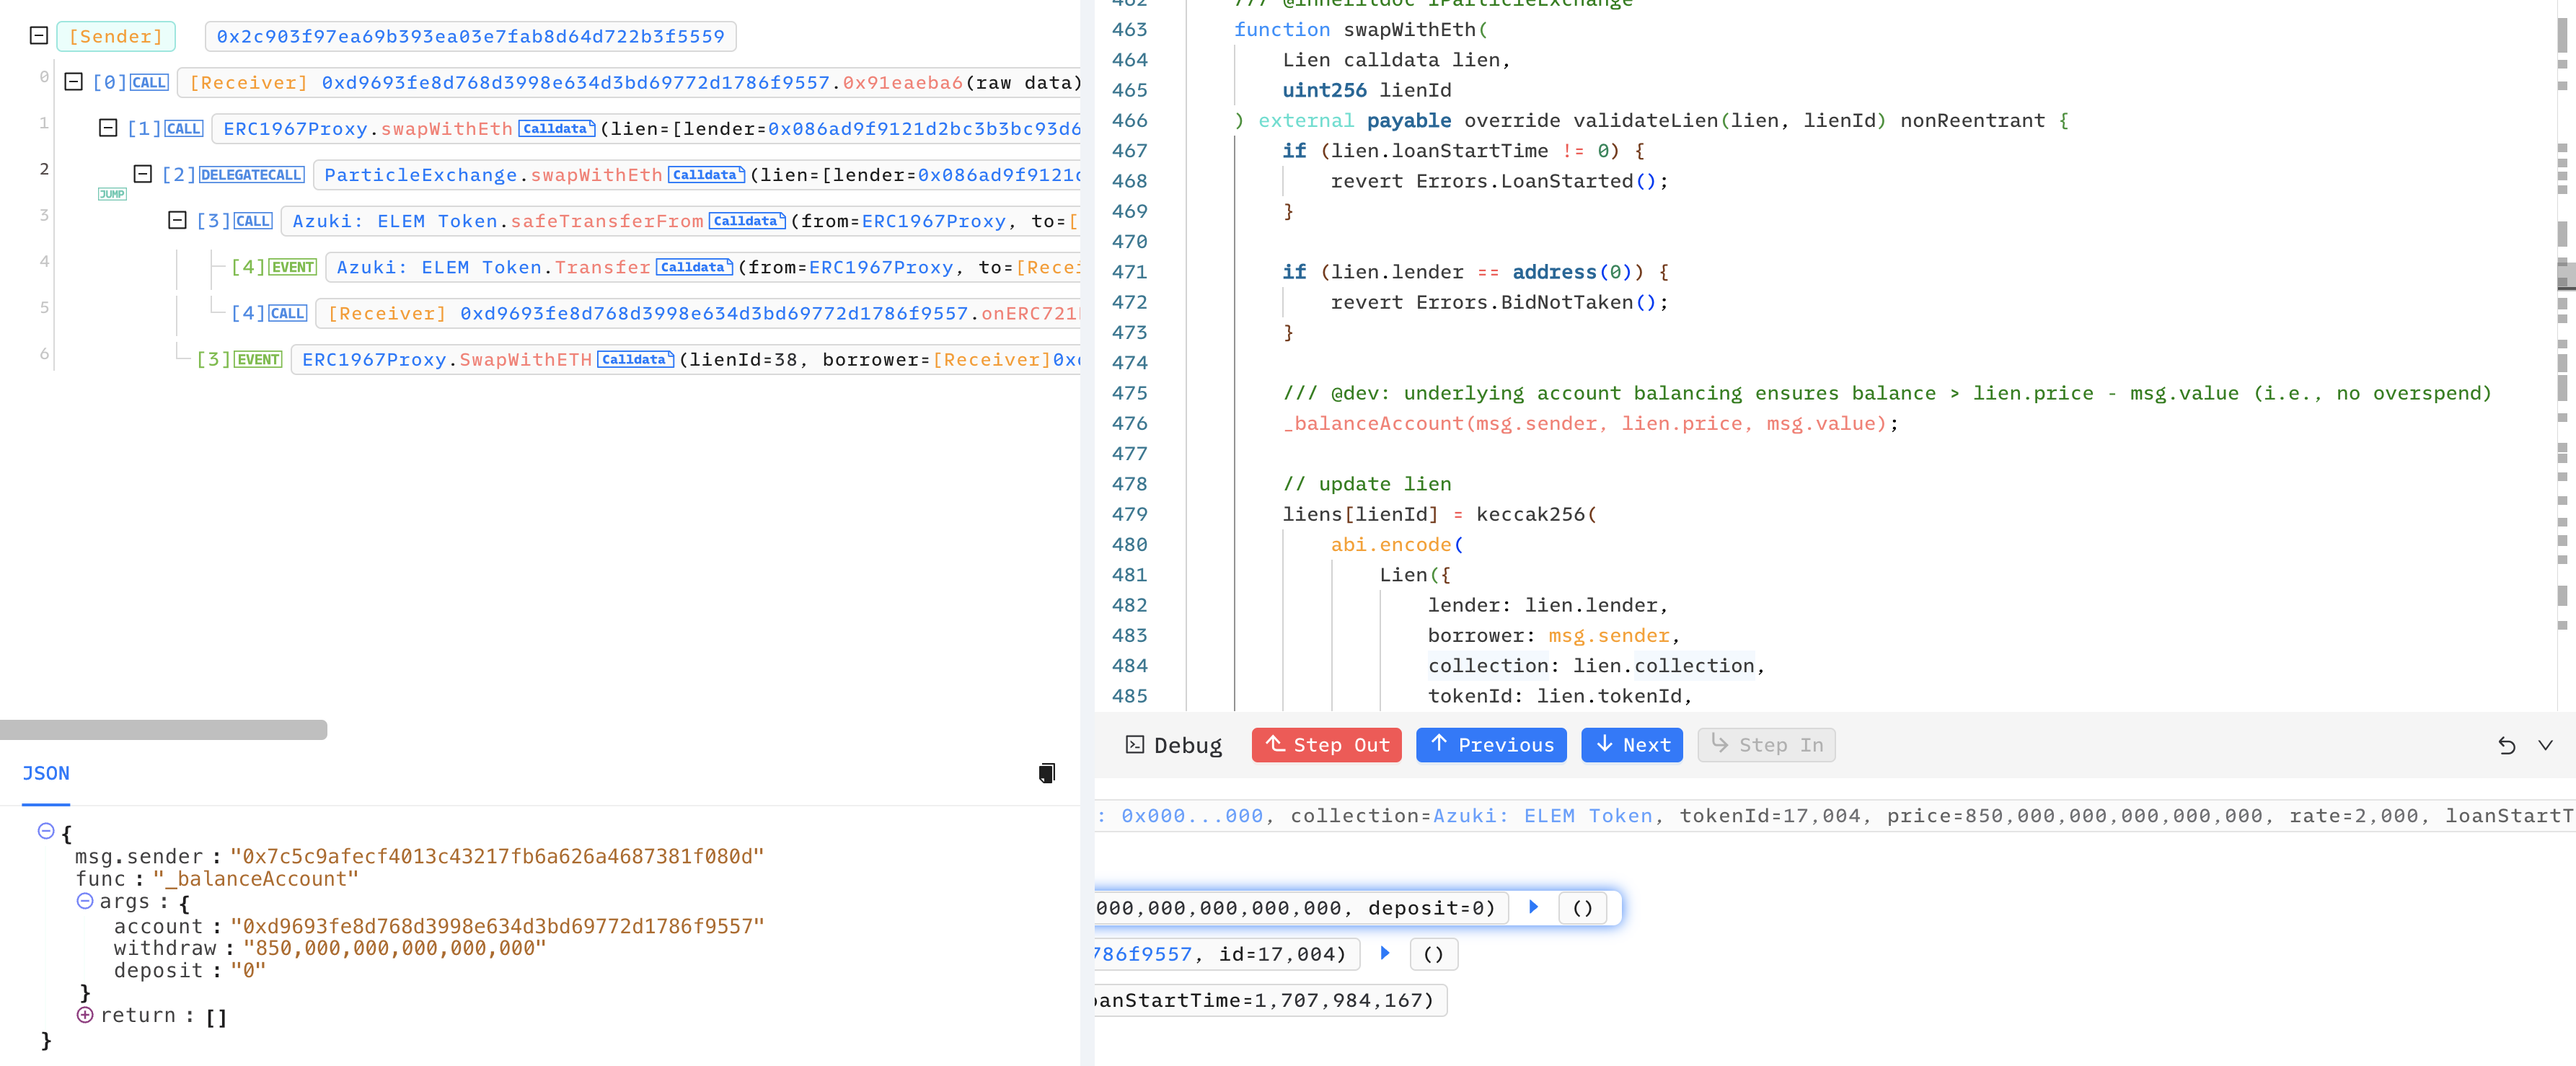 [Sender] 0x2c903f97ea69b393ea03e7fab8d64d722b3f5559
0 [0] CALL [Receiver] 0xd9693fe8d768d3998e634d3bd69772d1786f9557.0x91eaeba6(raw data)
1 [1] CALL ERC1967Proxy.swapWithEth Calldata (lien=[lender=0x086ad9f9121d2bc3b3bc93d6
2 [2] DELEGATECALL ParticleExchange.swapWithEth Calldata (lien=[lender=0x086ad9f9121
JUMP
3 [3] CALL Azuki: ELEM Token.safeTransferFrom Calldata (from=ERC1967Proxy, to=[
4 [4] EVENT Azuki: ELEM Token.Transfer Calldata (from=ERC1967Proxy, to=[Recei
5 [4] CALL [Receiver] 0xd9693fe8d768d3998e634d3bd69772d1786f9557.onERC721
6 [3] EVENT ERC1967Proxy.SwapWithETH Calldata (lienId=38, borrower=[Receiver]0x
JSON
{
msg.sender : "0x7c5c9afecf4013c43217fb6a626a4687381f080d"
func : "_balanceAccount"
args : {
account : "0xd9693fe8d768d3998e634d3bd69772d1786f9557"
withdraw : "850,000,000,000,000,000"
deposit : "0"
}
return : []
}
462 /// @inheritdoc IParticleExchange
463 function swapWithEth(
464 Lien calldata lien,
465 uint256 lienId
466 ) external payable override validateLien(lien, lienId) nonReentrant {
467 if (lien.loanStartTime != 0) {
468 revert Errors.LoanStarted();
469 }
470
471 if (lien.lender == address(0)) {
472 revert Errors.BidNotTaken();
473 }
474
475 /// @dev: underlying account balancing ensures balance > lien.price - msg.value (i.e., no overspend)
476 _balanceAccount(msg.sender, lien.price, msg.value);
477
478 // update lien
479 liens[lienId] = keccak256(
480 abi.encode(
481 Lien({
482 lender: lien.lender,
483 borrower: msg.sender,
484 collection: lien.collection,
485 tokenId: lien.tokenId,
Debug Step Out Previous Next Step In
: 0x000...000, collection=Azuki: ELEM Token, tokenId=17,004, price=850,000,000,000,000,000, rate=2,000, loanStartT
000,000,000,000,000, deposit=0) ()
786f9557, id=17,004) ()
oanStartTime=1,707,984,167)